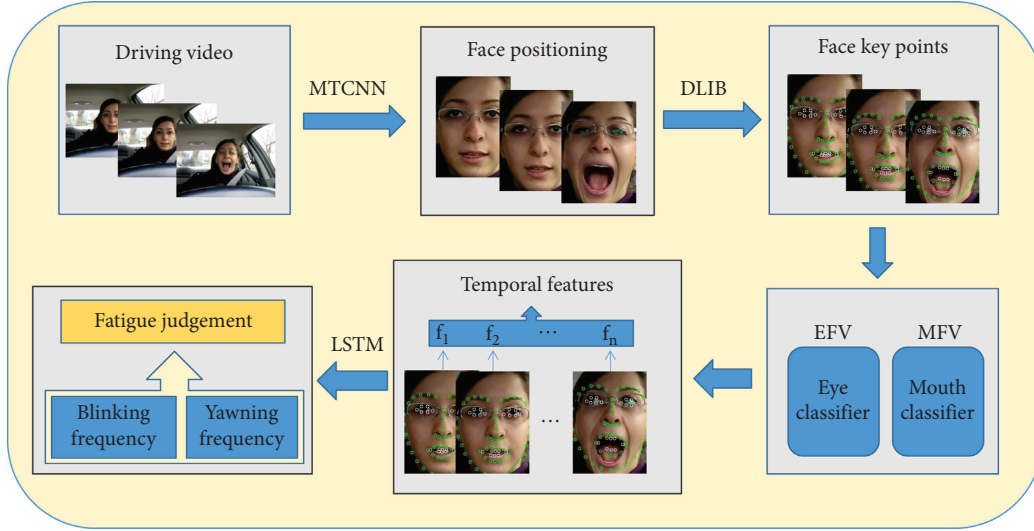 Driving video
MTCNN
Face positioning
DLIB
Face key points
EFV
MFV
Eye
classifier
Mouth
classifier
Temporal features
f1
f2
...
fn
...
LSTM
Fatigue judgement
Blinking
frequency
Yawning
frequency